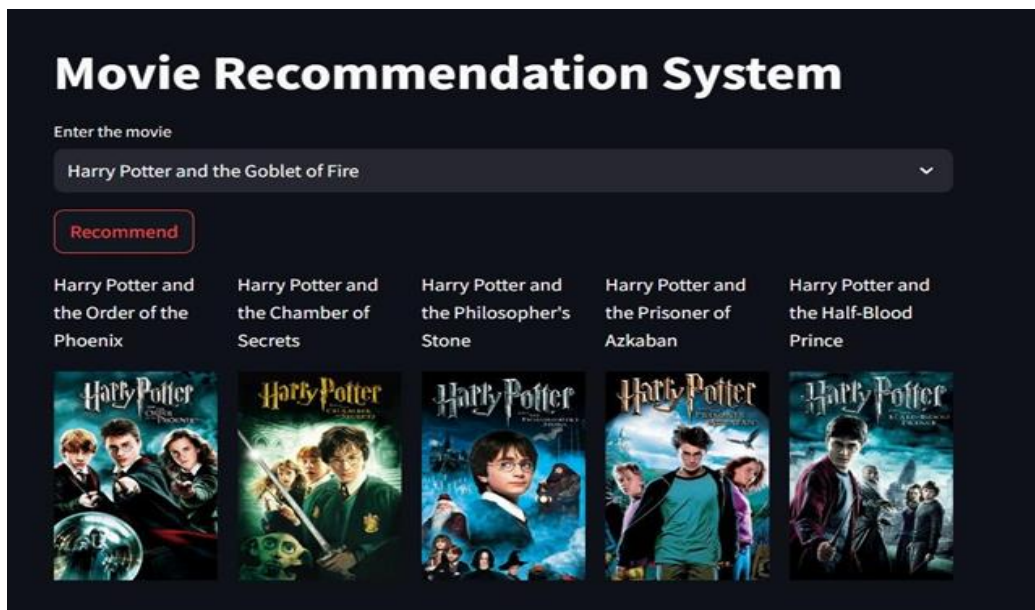 Movie Recommendation System
Enter the movie
Harry Potter and the Goblet of Fire
Recommend
Harry Potter and
the Order of the
Phoenix
Harry Potter and
the Chamber of
Secrets
Harry Potter and
the Philosopher's
Stone
Harry Potter and
the Prisoner of
Azkaban
Harry Potter and
the Half-Blood
Prince
Harry Potter
Harry Potter
CHAMBER
Harry Potter
Harry Potter
PRISONER
Harry Potter
PRINCE